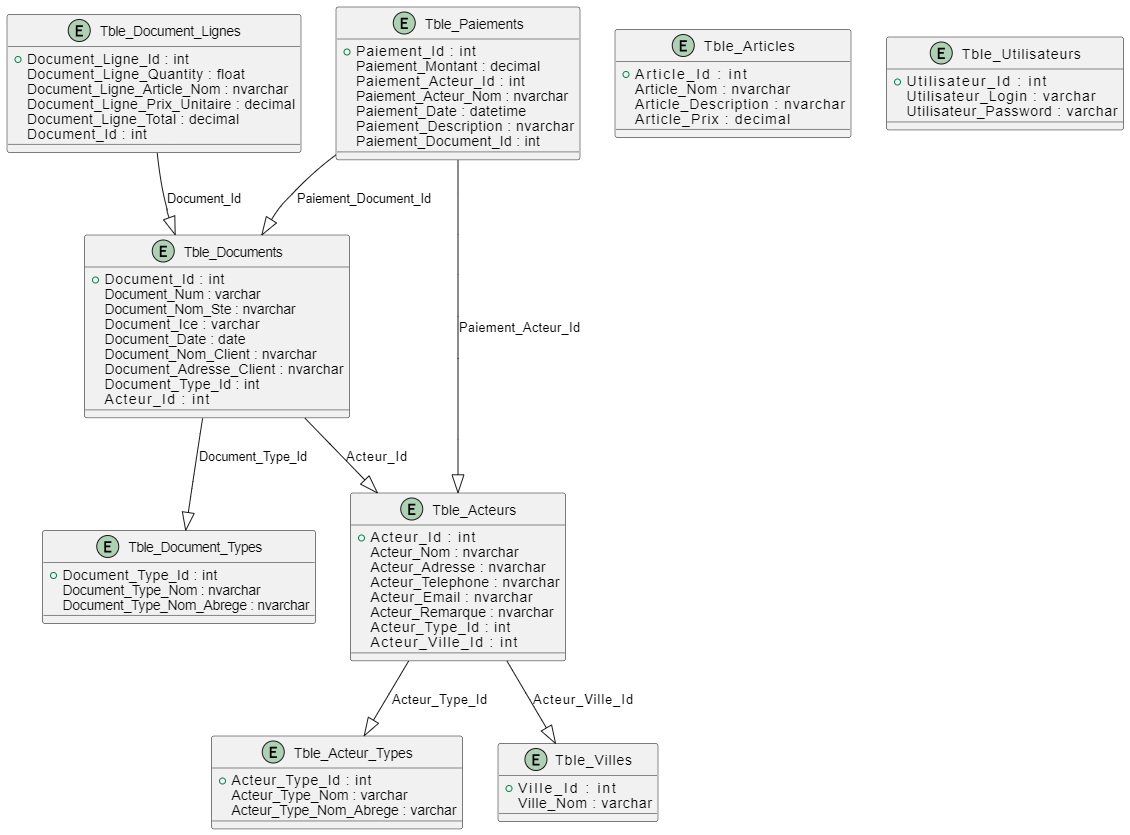 E Tble_Document_Lignes
Document_Ligne_Id : int
Document_Ligne_Quantity : float
Document_Ligne_Article_Nom : nvarchar
Document_Ligne_Prix_Unitaire : decimal
Document_Ligne_Total : decimal
Document_Id : int
E Tble_Paiements
Paiement_Id : int
Paiement_Montant : decimal
Paiement_Acteur_Id : int
Paiement_Acteur_Nom : nvarchar
Paiement_Date : datetime
Paiement_Description : nvarchar
Paiement_Document_Id : int
E Tble_Articles
Article_Id : int
Article_Nom : nvarchar
Article_Description : nvarchar
Article_Prix : decimal
E Tble_Utilisateurs
Utilisateur_Id : int
Utilisateur_Login : varchar
Utilisateur_Password : varchar
Document_Id
Paiement_Document_Id
E Tble_Documents
Document_Id : int
Document_Num : varchar
Document_Nom_Ste : nvarchar
Document_Ice : varchar
Document_Date : date
Document_Nom_Client : nvarchar
Document_Adresse_Client : nvarchar
Document_Type_Id : int
Acteur_Id : int
Paiement_Acteur_Id
Document_Type_Id
Acteur_Id
E Tble_Document_Types
Document_Type_Id : int
Document_Type_Nom : nvarchar
Document_Type_Nom_Abrege : nvarchar
E Tble_Acteurs
Acteur_Id : int
Acteur_Nom : nvarchar
Acteur_Adresse : nvarchar
Acteur_Telephone : nvarchar
Acteur_Email : nvarchar
Acteur_Remarque : nvarchar
Acteur_Type_Id : int
Acteur_Ville_Id : int
Acteur_Type_Id
Acteur_Ville_Id
E Tble_Acteur_Types
Acteur_Type_Id : int
Acteur_Type_Nom : varchar
Acteur_Type_Nom_Abrege : varchar
E Tble_Villes
Ville_Id : int
Ville_Nom : varchar